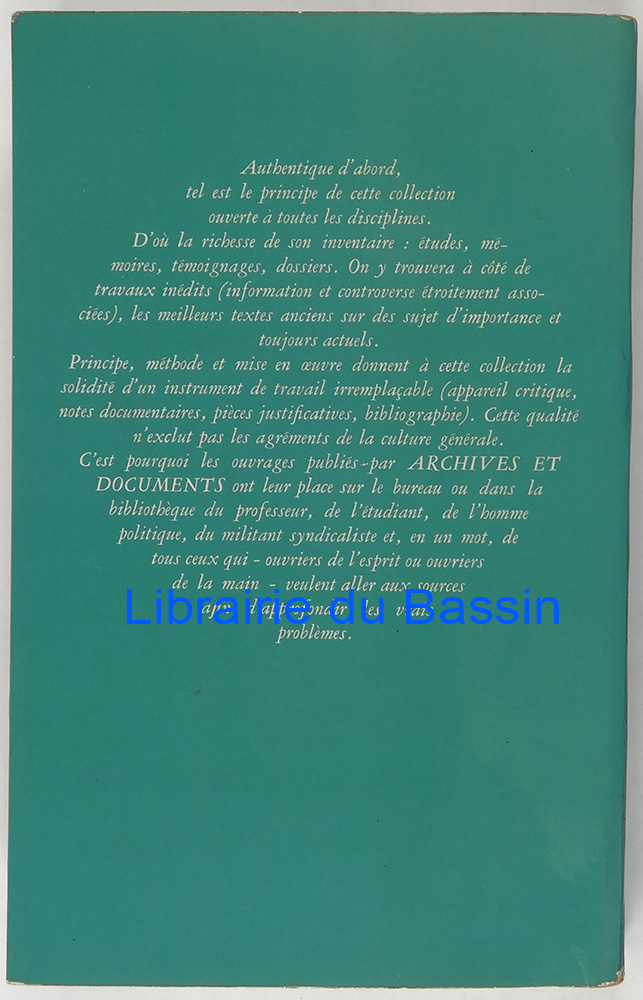 Authentique d'abord,
tel est le principe de cette collection
ouverte à toutes les disciplines.
D'où la richesse de son inventaire : études, mé-
moires, témoignages, dossiers. On y trouvera à côté de
travaux inédits (information et controverse étroitement asso-
ciées), les meilleurs textes anciens sur des sujet d'importance et
toujours actuels.
Principe, méthode et mise en œuvre donnent à cette collection la
solidité d'un instrument de travail irremplaçable (appareil critique,
notes documentaires, pièces justificatives, bibliographie). Cette qualité
n'exclut pas les agréments de la culture générale.
C'est pourquoi les ouvrages publiés-par ARCHIVES ET
DOCUMENTS ont leur place sur le bureau ou dans la
bibliothèque du professeur, de l'étudiant, de l'homme
politique, du militant syndicaliste et, en un mot, de
tous ceux qui - ouvriers de l'esprit ou ouvriers
de la main - veulent aller aux sources
Librairie du Bassin
afin d'approfondir les vrais
problèmes.